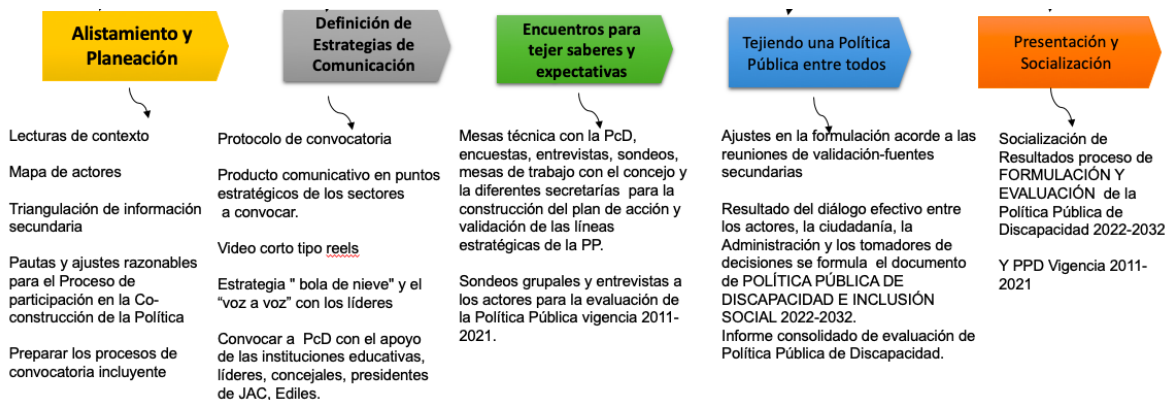 Alistamiento y
Planeación
Lecturas de contexto
Mapa de actores
Triangulación de información
secundaria
Pautas y ajustes razonables
para el Proceso de
participación en la Co-
construcción de la Política
Preparar los procesos de
convocatoria incluyente
Definición de
Estrategias de
Comunicación
Protocolo de convocatoria
Producto comunicativo en puntos
estratégicos de los sectores
a convocar.
Video corto tipo reels
Estrategia " bola de nieve" y el
“voz a voz” con los líderes
Convocar a PcD con el apoyo
de las instituciones educativas,
líderes, concejales, presidentes
de JAC, Ediles.
Encuentros para
tejer saberes y
expectativas
Mesas técnica con la PcD,
encuestas, entrevistas, sondeos,
mesas de trabajo con el concejo y
la diferentes secretarías para la
construcción del plan de acción y
validación de las líneas
estratégicas de la PP.
Sondeos grupales y entrevistas a
los actores para la evaluación de
la Política Pública vigencia 2011-
2021.
Tejiendo una Política
Pública entre todos
Ajustes en la formulación acorde a las
reuniones de validación-fuentes
secundarias
Resultado del diálogo efectivo entre
los actores, la ciudadanía, la
Administración y los tomadores de
decisiones se formula el documento
de POLÍTICA PÚBLICA DE
DISCAPACIDAD E INCLUSIÓN
SOCIAL 2022-2032.
Informe consolidado de evaluación de
Política Pública de Discapacidad.
Presentación y
Socialización
Socialización de
Resultados proceso de
FORMULACIÓN Y
EVALUACIÓN de la
Política Pública de
Discapacidad 2022-2032
Y PPD Vigencia 2011-
2021